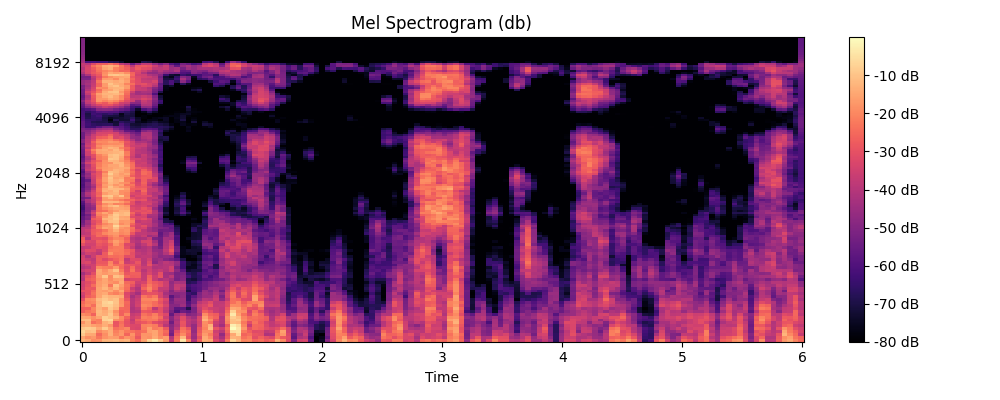 Mel Spectrogram (db)
8192
4096
2048
1024
512
0
Hz
0 1 2 3 4 5 6
Time
-10 dB
-20 dB
-30 dB
-40 dB
-50 dB
-60 dB
-70 dB
-80 dB